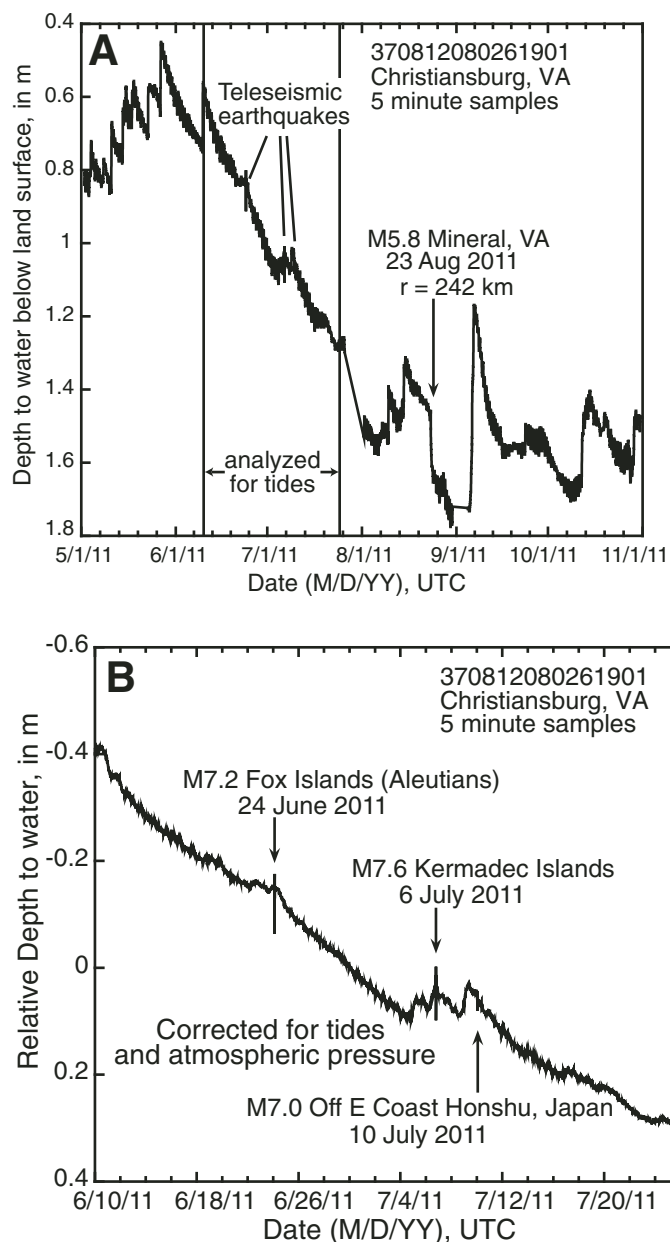 A
370812080261901
Christiansburg, VA
5 minute samples
Teleseismic
earthquakes
M5.8 Mineral, VA
23 Aug 2011
r = 242 km
analyzed
for tides
Depth to water below land surface, in m
0.4
0.6
0.8
1
1.2
1.4
1.6
1.8
5/1/11 6/1/11 7/1/11 8/1/11 9/1/11 10/1/11 11/1/11
Date (M/D/YY), UTC
B
370812080261901
Christiansburg, VA
5 minute samples
M7.2 Fox Islands (Aleutians)
24 June 2011
M7.6 Kermadec Islands
6 July 2011
Corrected for tides
and atmospheric pressure
M7.0 Off E Coast Honshu, Japan
10 July 2011
Relative Depth to water, in m
-0.6
-0.4
-0.2
0
0.2
0.4
6/10/11 6/18/11 6/26/11 7/4/11 7/12/11 7/20/11
Date (M/D/YY), UTC